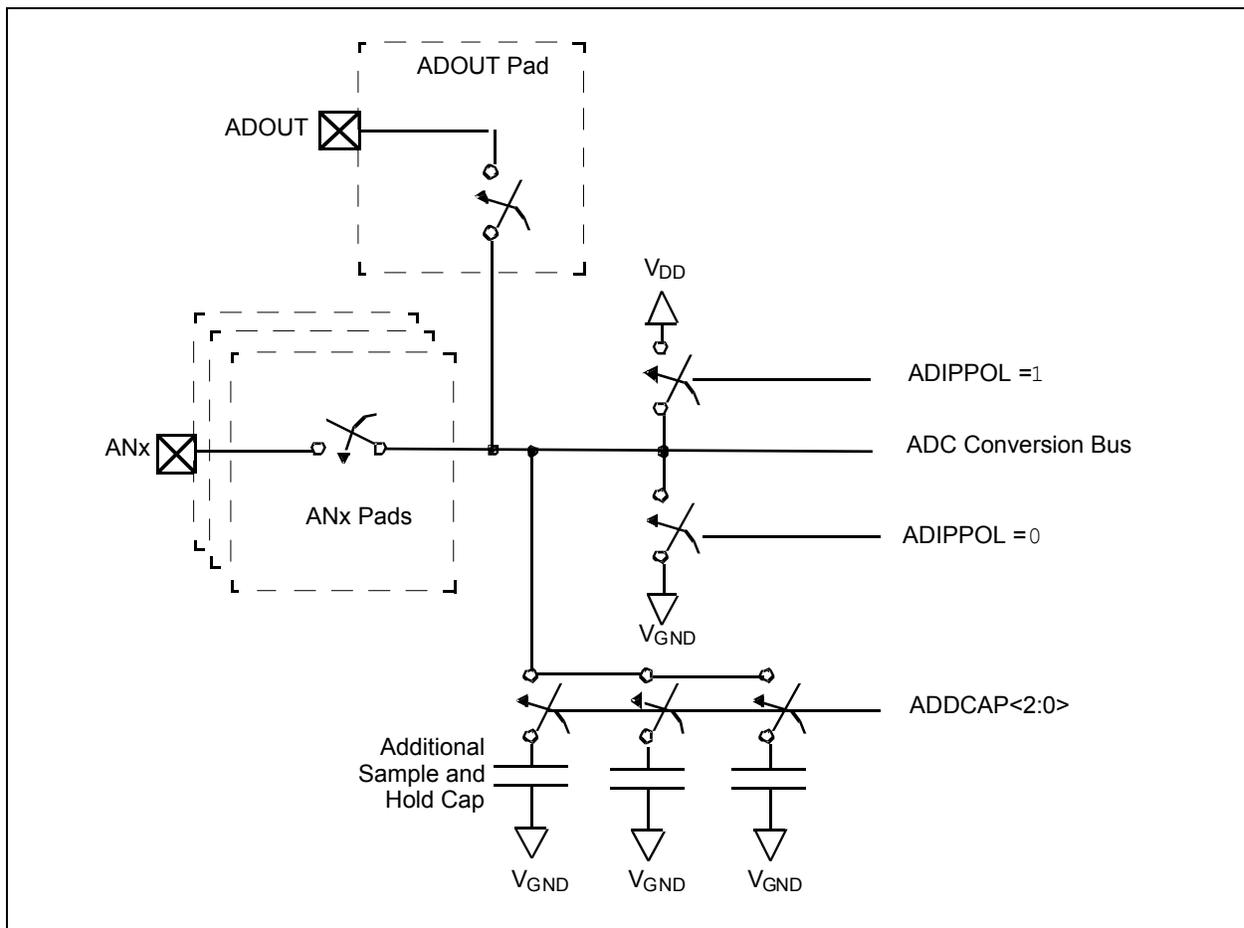 ADOUT Pad
ADOUT
VDD
ADIPPOL =1
ANx
ADC Conversion Bus
ANx Pads
ADIPPOL =0
VGND
ADDCAP<2:0>
Additional
Sample and
Hold Cap
VGND
VGND
VGND